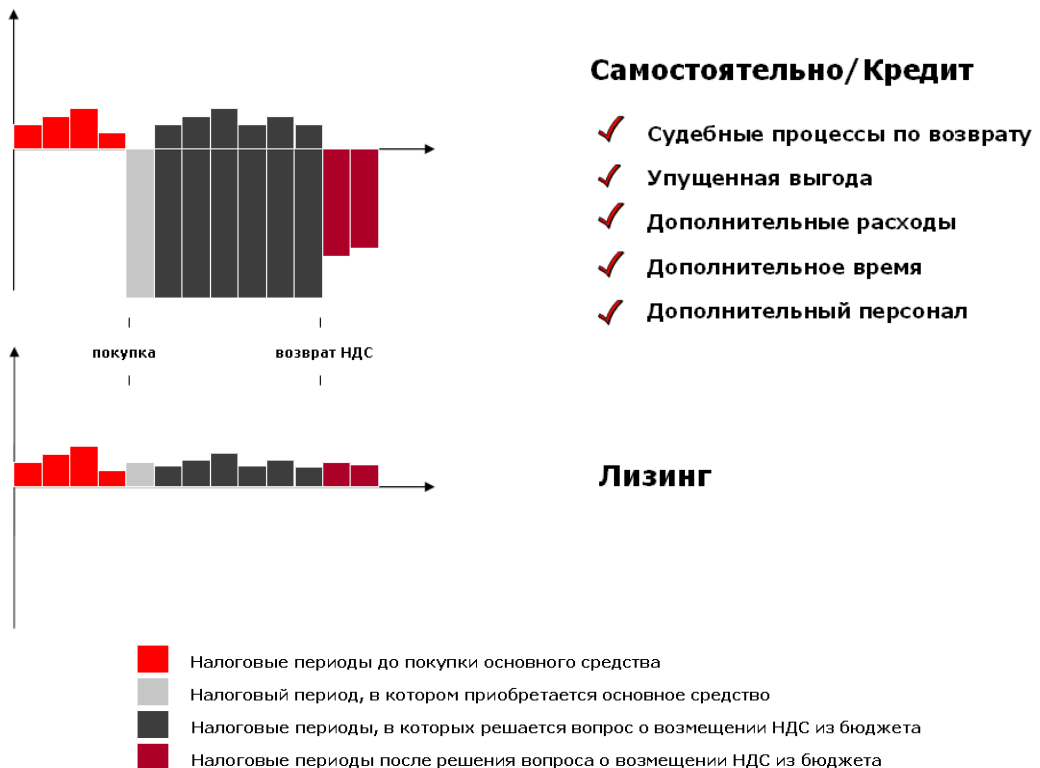 Самостоятельно/Кредит
Судебные процессы по возврату
Упущенная выгода
Дополнительные расходы
Дополнительное время
Дополнительный персонал
покупка
возврат НДС
Лизинг
Налоговые периоды до покупки основного средства
Налоговый период, в котором приобретается основное средство
Налоговые периоды, в которых решается вопрос о возмещении НДС из бюджета
Налоговые периоды после решения вопроса о возмещении НДС из бюджета